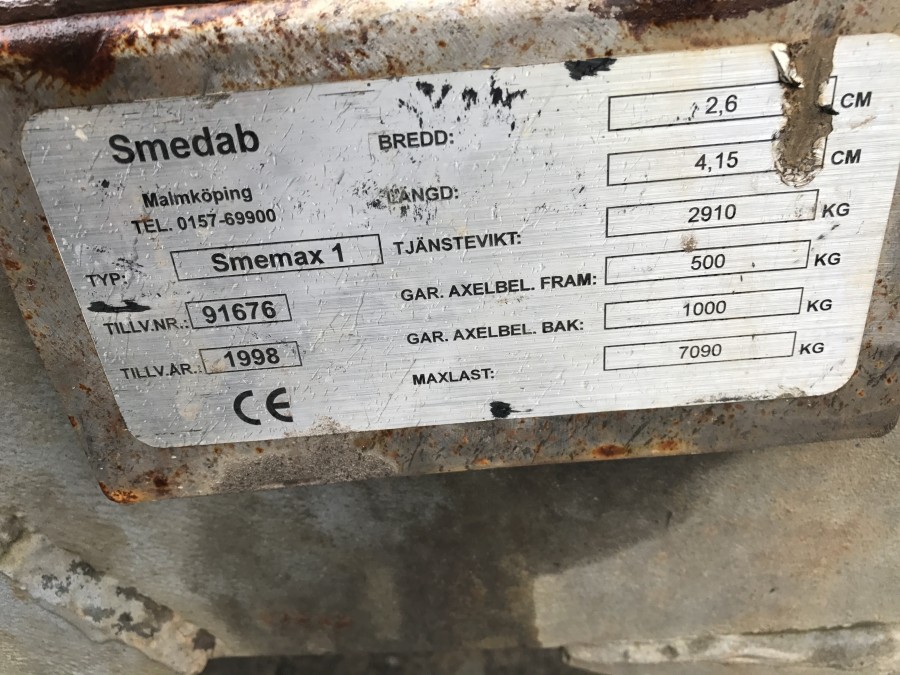 Smedab
Malmköping
TEL. 0157-69900
TYP: Smemax 1
TILLV.NR.: 91676
TILLV.ÅR.: 1998
CE
BREDD: 2,6 CM
LÄNGD: 4,15 CM
TJÄNSTEVIKT: 2910 KG
GAR. AXELBEL. FRAM: 500 KG
GAR. AXELBEL. BAK: 1000 KG
MAXLAST: 7090 KG